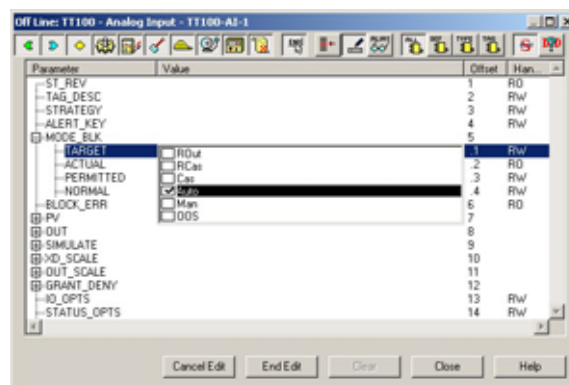 Off Line: TT100 - Analog Input - TT100-AI-1
Parameter Value Offset Han...
ST_REV 1 RO
TAG_DESC 2 RW
STRATEGY 3 RW
ALERT_KEY 4 RW
MODE_BLK 5
TARGET ROut .1 RW
ACTUAL RCas .2 RO
PERMITTED Cas .3 RW
NORMAL Auto .4 RW
BLOCK_ERR Man 6 RO
PV OOS 7
OUT 8
SIMULATE 9
XD_SCALE 10
OUT_SCALE 11
GRANT_DENY 12
IO_OPTS 13 RW
STATUS_OPTS 14 RW
Cancel Edit End Edit Clear Close Help